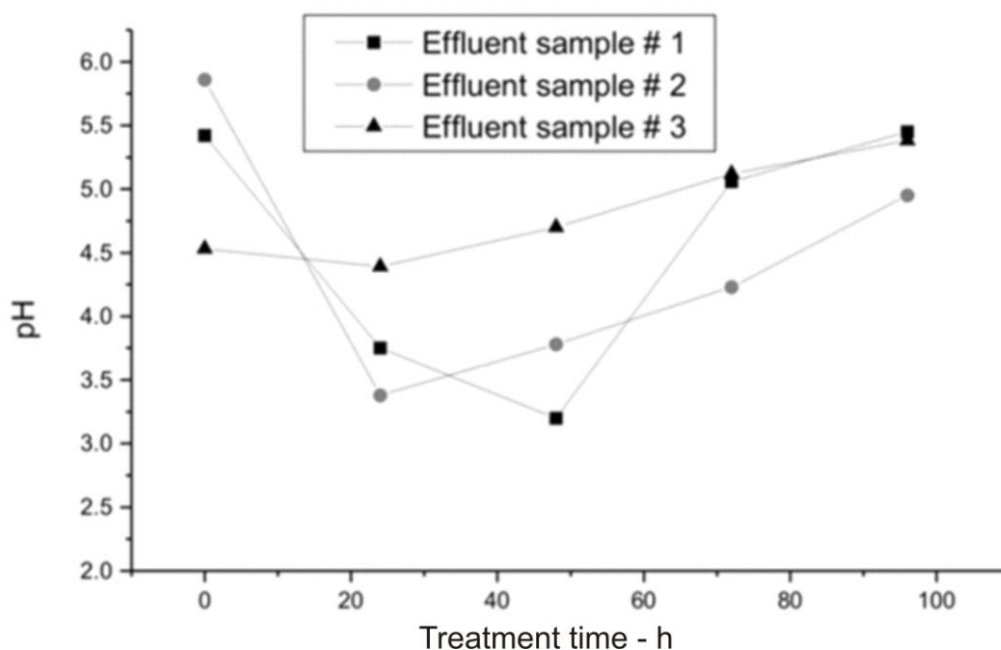 Effluent sample # 1
Effluent sample # 2
Effluent sample # 3
6.0
5.5
5.0
4.5
4.0
3.5
3.0
2.5
2.0
pH
0 20 40 60 80 100
Treatment time - h